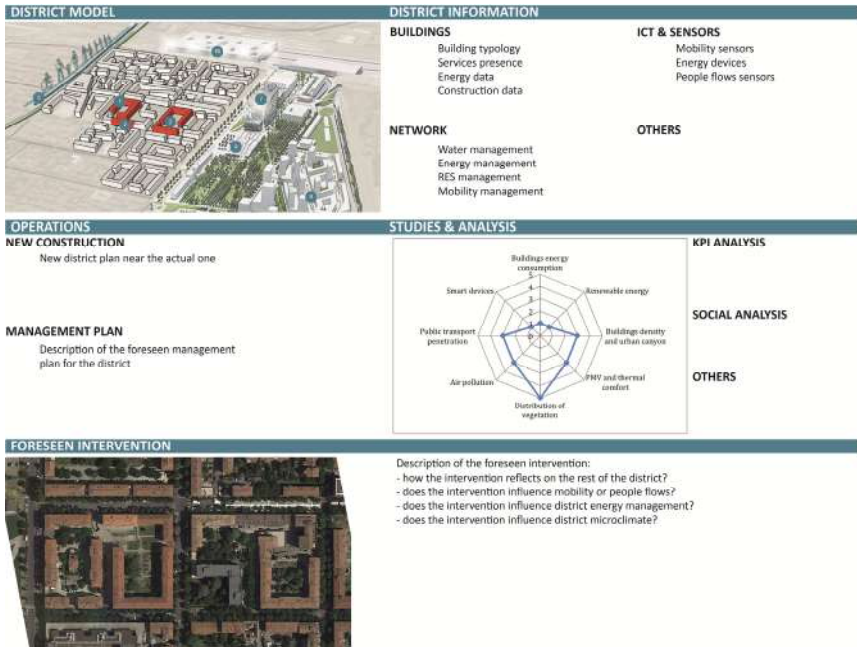 DISTRICT MODEL
DISTRICT INFORMATION
BUILDINGS
Building typology
Services presence
Energy data
Construction data
ICT & SENSORS
Mobility sensors
Energy devices
People flows sensors
NETWORK
Water management
Energy management
RES management
Mobility management
OTHERS
OPERATIONS
NEW CONSTRUCTION
New district plan near the actual one
MANAGEMENT PLAN
Description of the foreseen management
plan for the district
STUDIES & ANALYSIS
Buildings energy
consumption
Renewable energy
Buildings density
and urban canyon
PMV and thermal
comfort
Distribution of
vegetation
Air pollution
Public transport
penetration
Smart devices
5
4
3
2
1
0
KPI ANALYSIS
SOCIAL ANALYSIS
OTHERS
FORESEEN INTERVENTION
Description of the foreseen intervention:
- how the intervention reflects on the rest of the district?
- does the intervention influence mobility or people flows?
- does the intervention influence district energy management?
- does the intervention influence district microclimate?